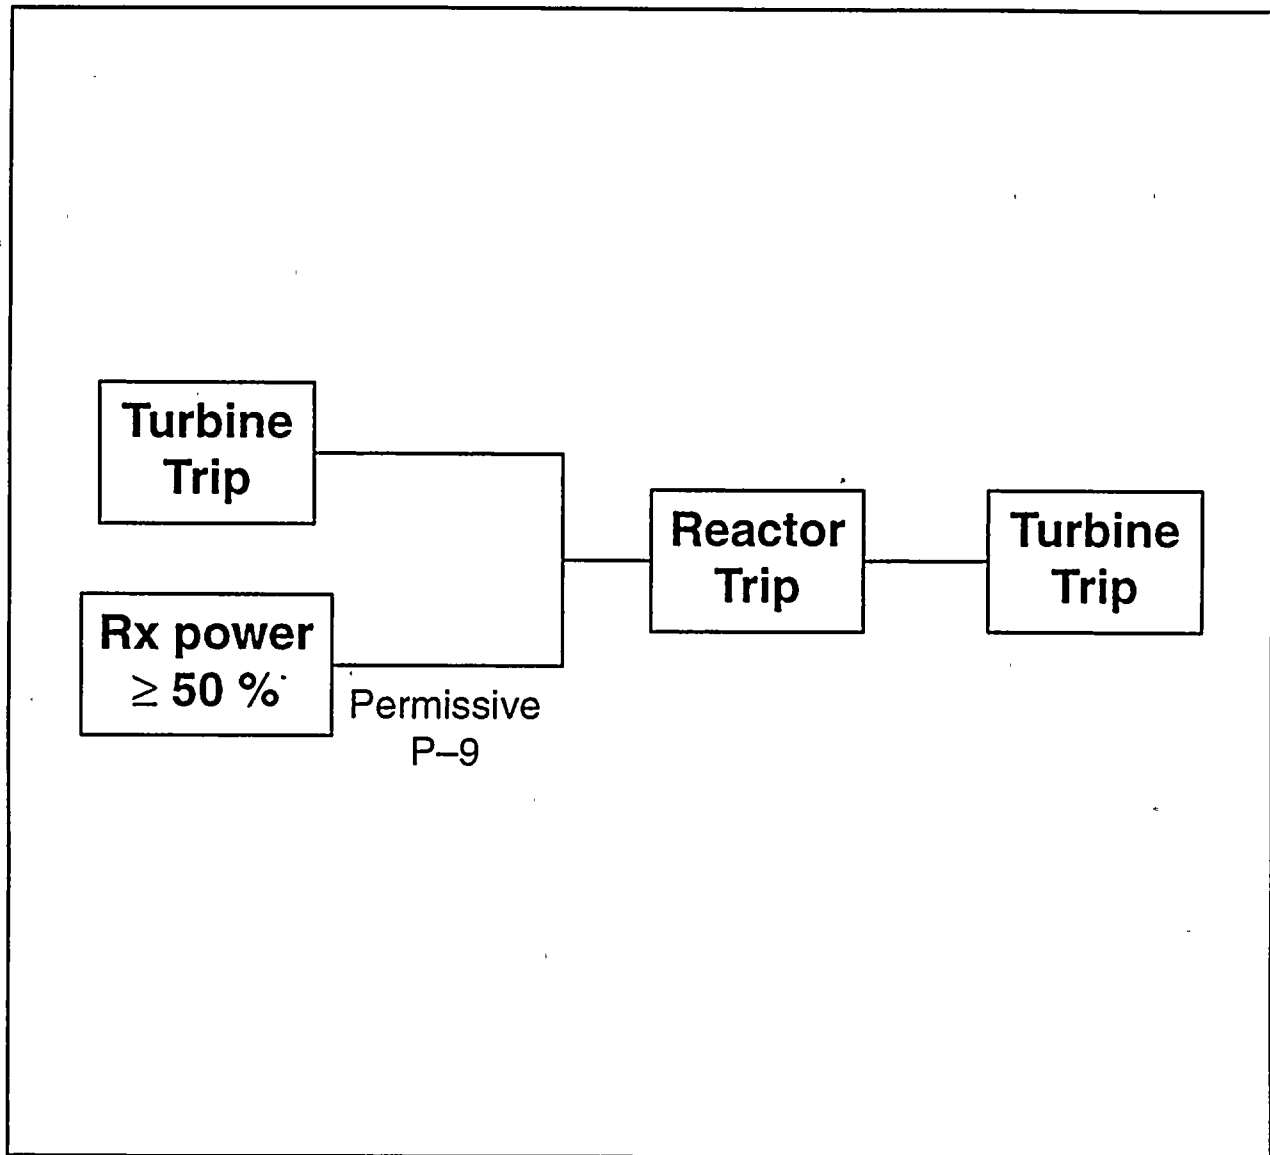 Turbine
Trip
Rx power
≥ 50 %
Permissive
P–9
Reactor
Trip
Turbine
Trip